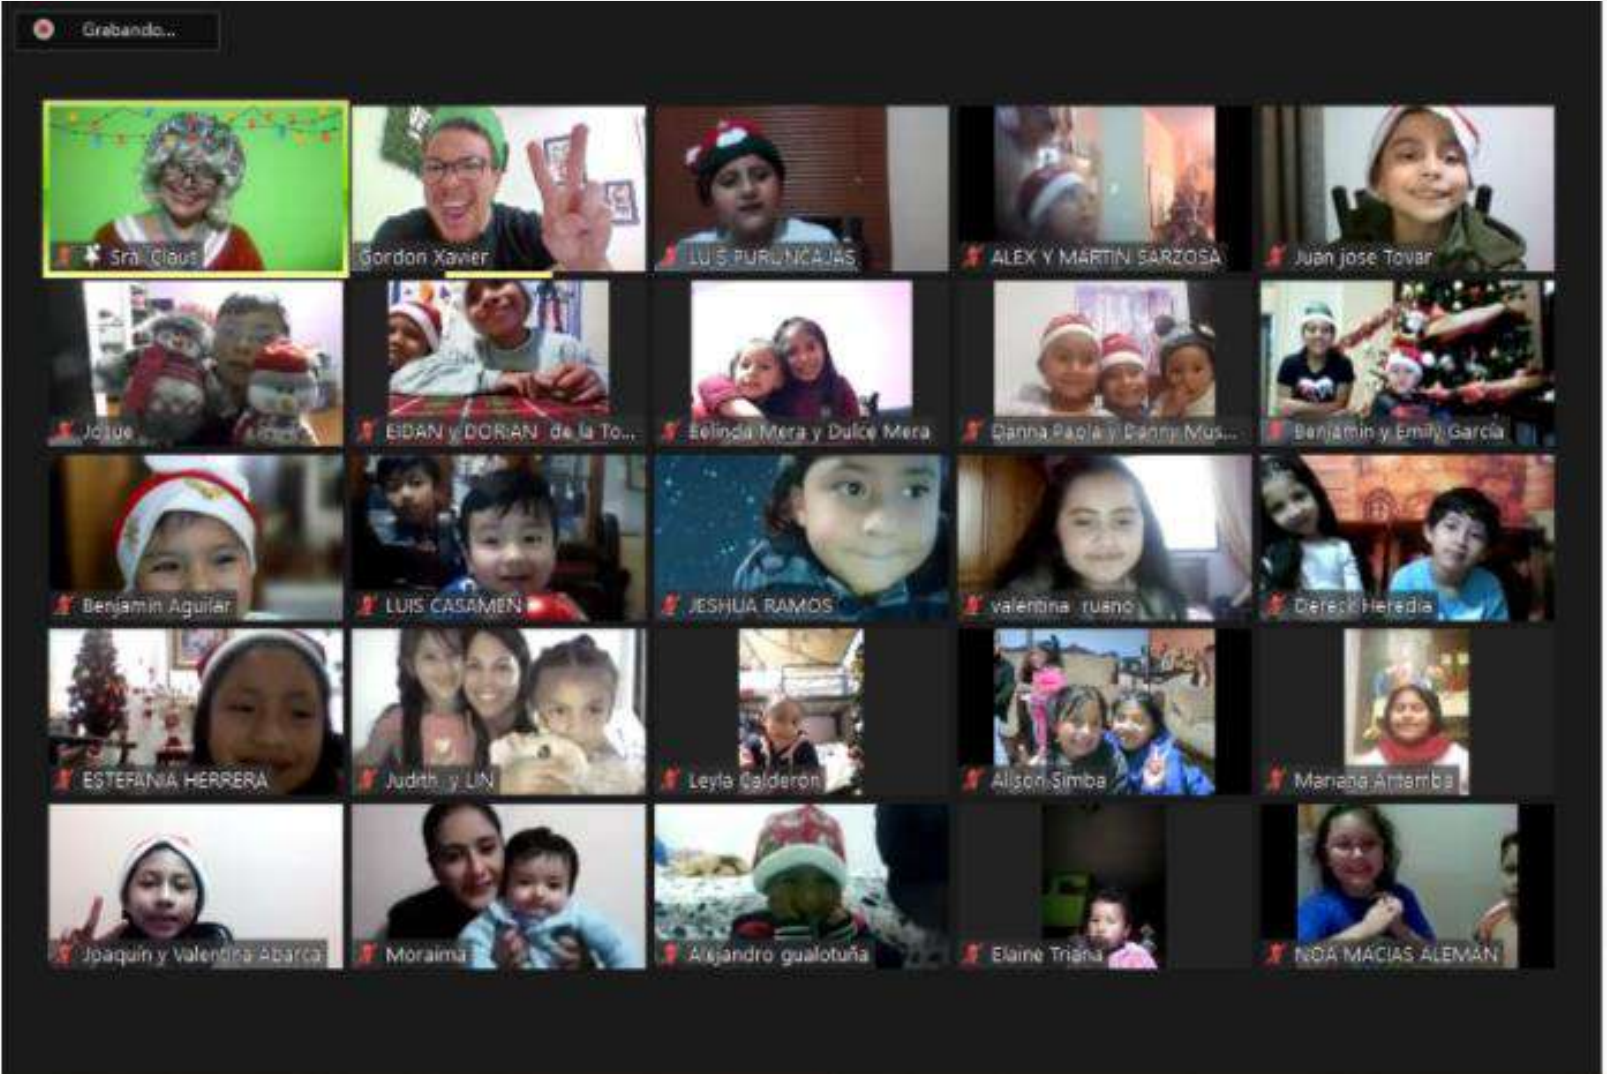 Grabando...
Sra. Claus
Gordon Xavier
LUIS PURUNCAJAS
ALEX Y MARTIN SARZOSA
Juan jose Tovar
Josue
EIDAN y DORIAN de la To...
Belinda Mera y Dulce Mera
Danna Paola y Danny Mus...
Benjamin y Emily García
Benjamin Aguilar
LUIS CASAMEN
JESHUA RAMOS
valentina ruano
Dereck Heredia
ESTEFANIA HERRERA
Judith y LIN
Leyla Calderon
Alison Simba
Mariana Antamba
Joaquín y Valentina Abarca
Moraima
Alejandro gualotuña
Elaine Triana
NOA MACIAS ALEMÁN